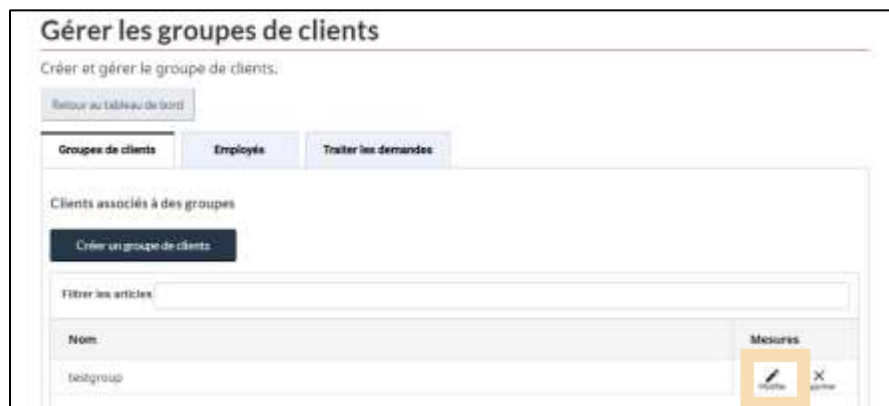 Gérer les groupes de clients
Créer et gérer le groupe de clients.
Retour au tableau de bord
Groupes de clients Employés Traiter les demandes
Clients associés à des groupes
Créer un groupe de clients
Filtrer les articles
Nom Mesures
testgroup
Modifier